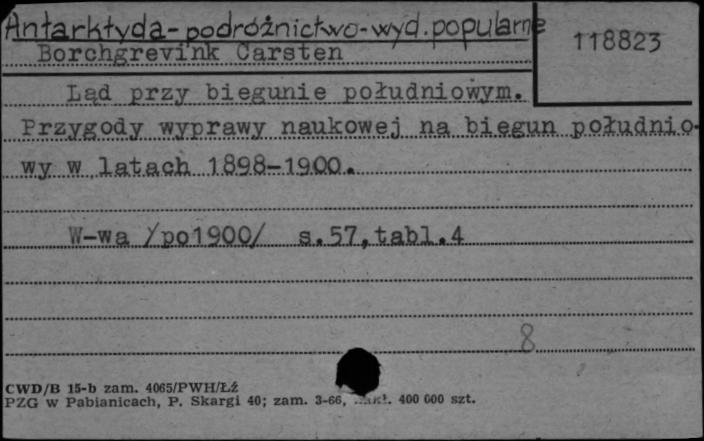 Antarktyda-podróżnictwo-wyd.popularne
118823
Borchgrevink Carsten
Ląd przy biegunie południowym.
Przygody wyprawy naukowej na biegun południo-
wy w latach 1898-1900.
W-wa /po1900/ s.57,tabl.4
8
CWD/B 15-b zam. 4065/PWH/Łź
PZG w Pabianicach, P. Skargi 40; zam. 3-66, nakł. 400 000 szt.